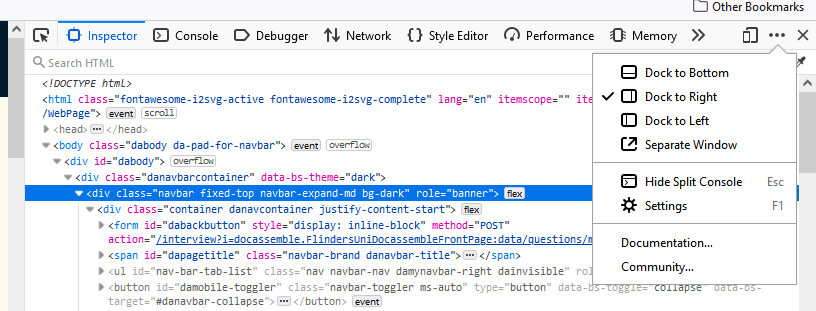 Other Bookmarks
Inspector Console Debugger Network Style Editor Performance Memory
Search HTML
Dock to Bottom
Dock to Right
Dock to Left
Separate Window
Hide Split Console Esc
Settings F1
Documentation...
Community...
<!DOCTYPE html>
<html class="fontawesome-i2svg-active fontawesome-i2svg-complete" lang="en" itemscope="" ite
/WebPage"> event scroll
<head> ... </head>
<body class="dabody da-pad-for-navbar"> event overflow
<div id="dabody"> overflow
<div class="danavbarcontainer" data-bs-theme="dark">
<div class="navbar fixed-top navbar-expand-md bg-dark" role="banner"> flex
<div class="container danavcontainer justify-content-start"> flex
<form id="dabackbutton" style="display: inline-block" method="POST"
action="/interview?i=docassemble.FlindersUniDocassembleFrontPage:data/questions/m
<span id="dapagetitle" class="navbar-brand danavbar-title"> ... </span>
<ul id="nav-bar-tab-list" class="nav navbar-nav damynavbar-right dainvisible" rol
<button id="damobile-toggler" class="navbar-toggler ms-auto" type="button" data-bs-toggle="collapse" data-bs-
target="#danavbar-collapse"> ... </button> event